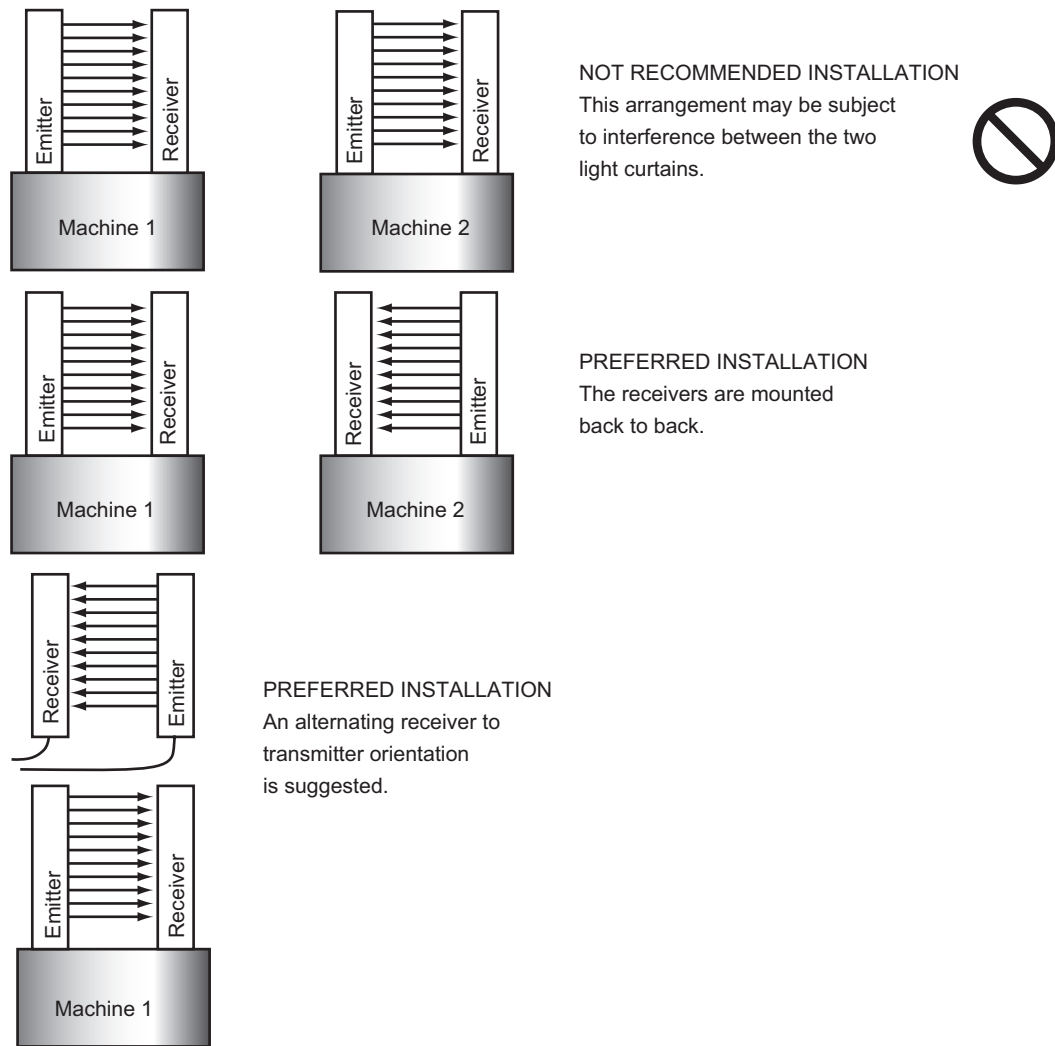 Emitter
Receiver
Machine 1
Emitter
Receiver
Machine 2
NOT RECOMMENDED INSTALLATION
This arrangement may be subject
to interference between the two
light curtains.
Emitter
Receiver
Machine 1
Receiver
Emitter
Machine 2
PREFERRED INSTALLATION
The receivers are mounted
back to back.
Receiver
Emitter
PREFERRED INSTALLATION
An alternating receiver to
transmitter orientation
is suggested.
Emitter
Receiver
Machine 1